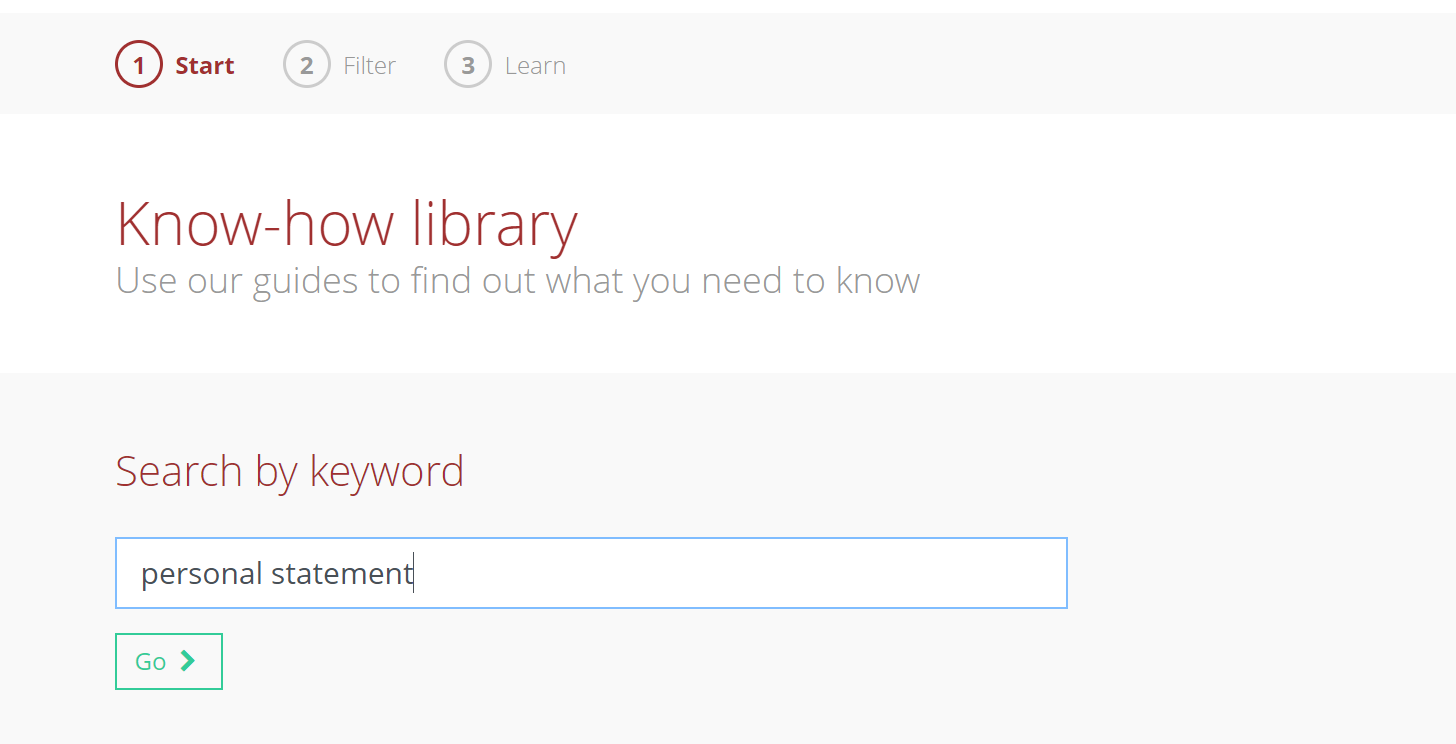 1 Start 2 Filter 3 Learn
Know-how library
Use our guides to find out what you need to know
Search by keyword
personal statement
Go